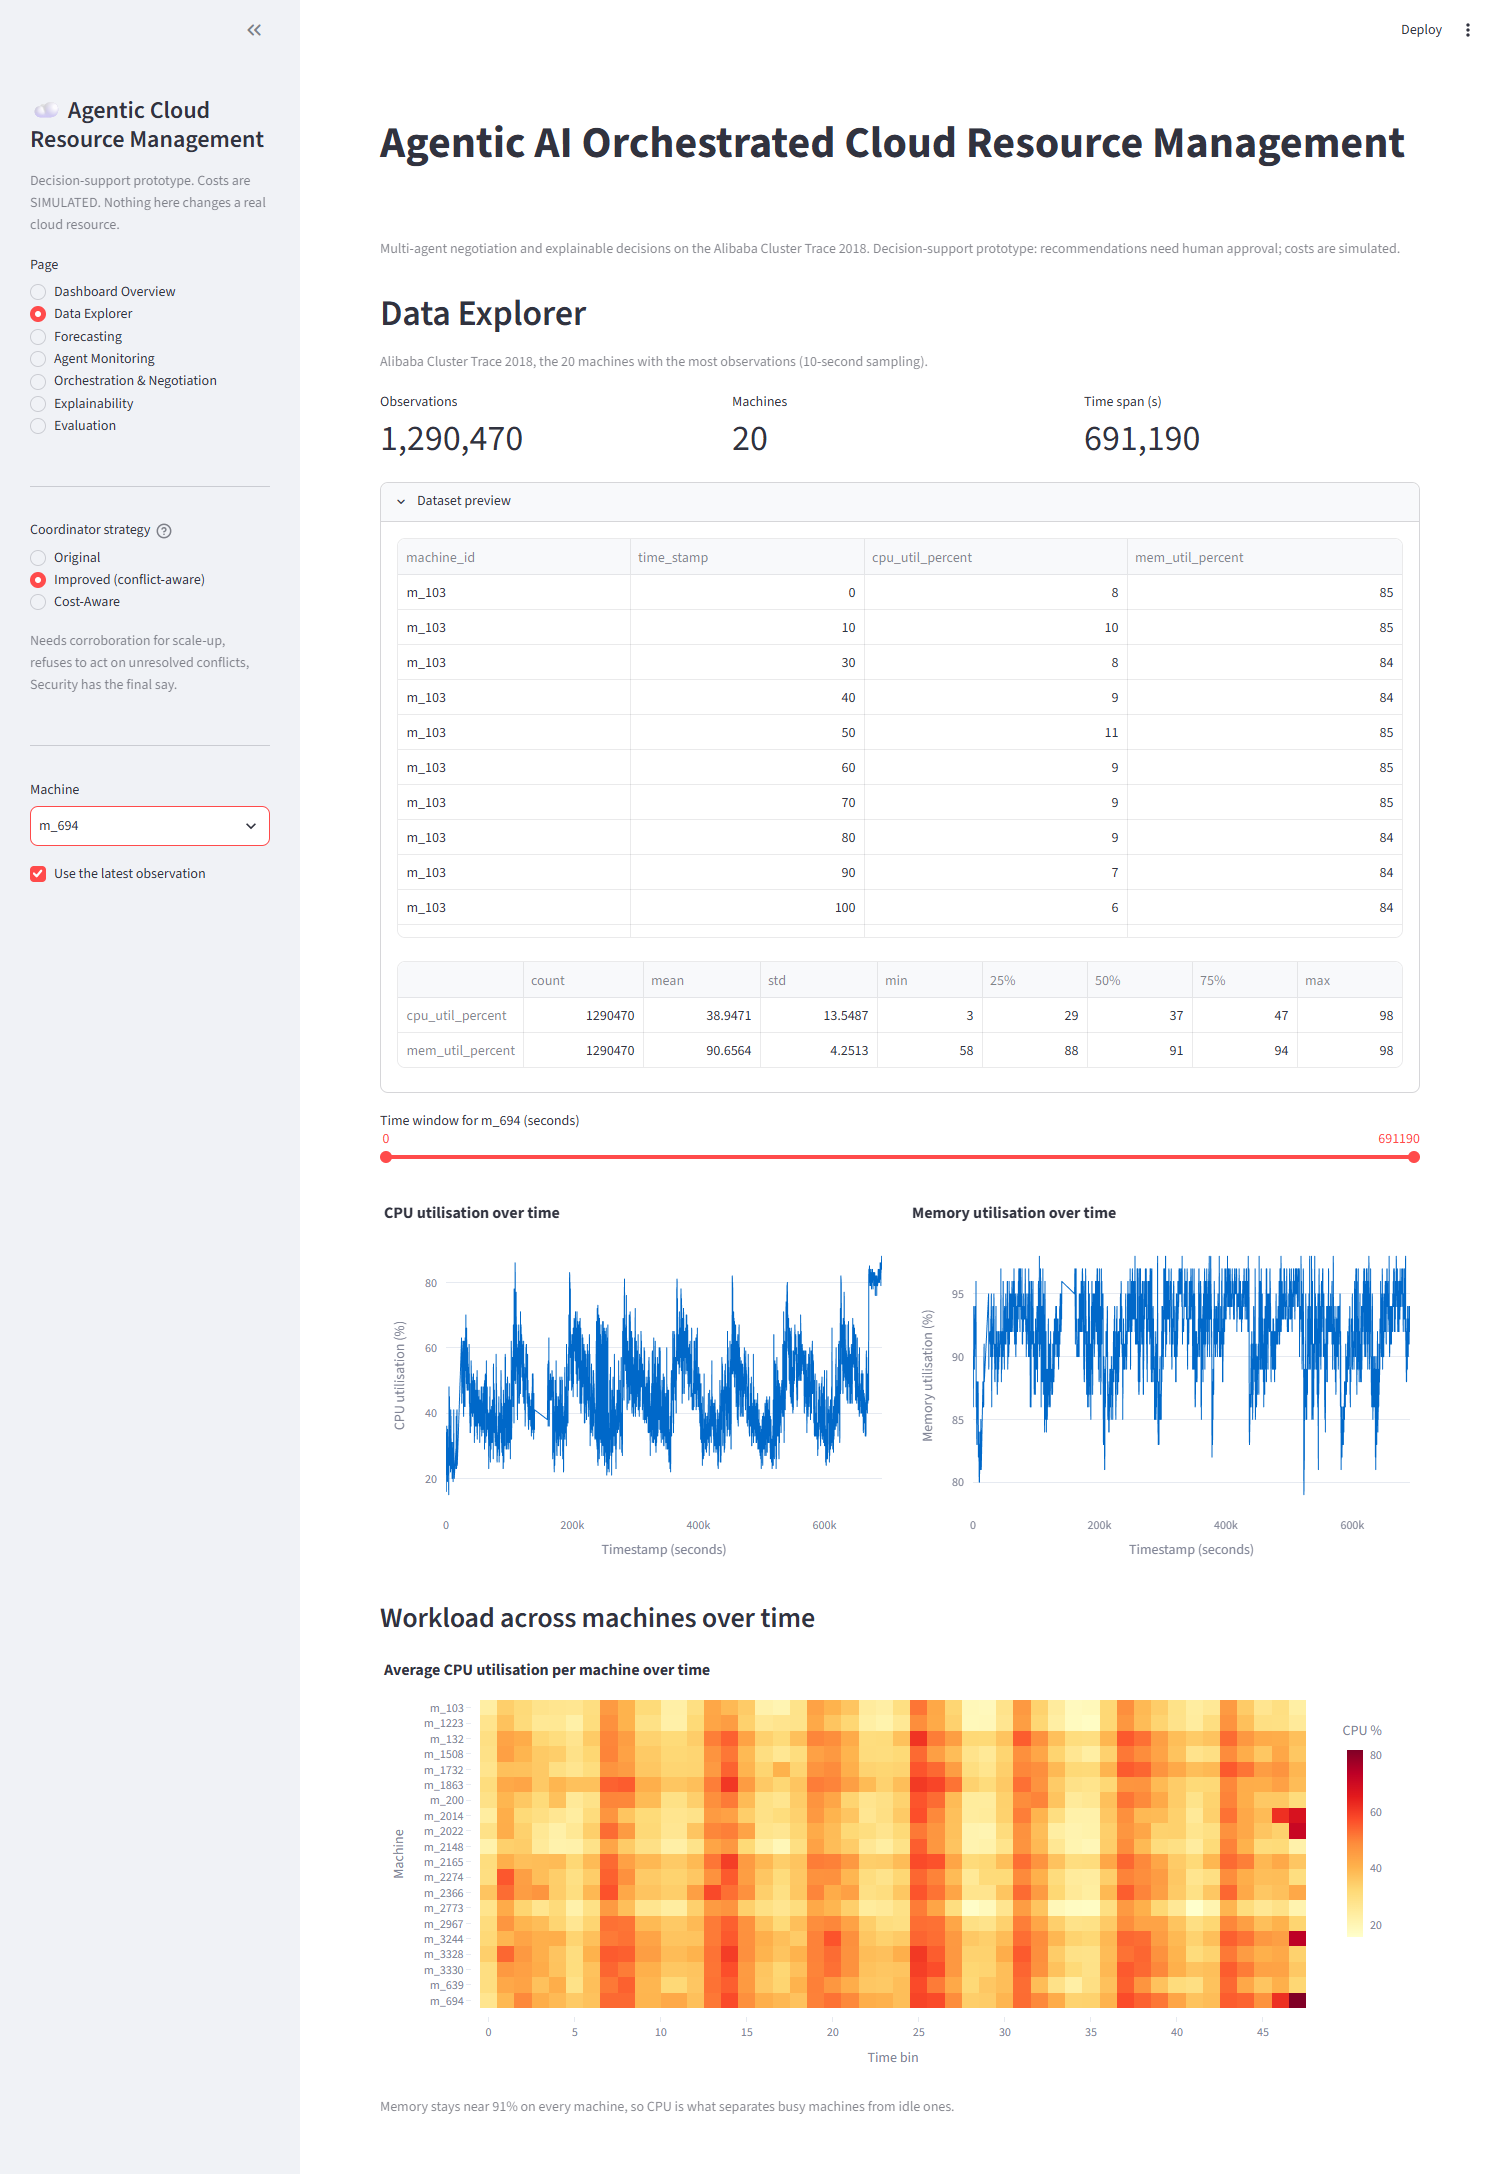 Deploy
Agentic Cloud
Resource Management
Decision-support prototype. Costs are
SIMULATED. Nothing here changes a real
cloud resource.
Page
Dashboard Overview
Data Explorer
Forecasting
Agent Monitoring
Orchestration & Negotiation
Explainability
Evaluation
Coordinator strategy ?
Original
Improved (conflict-aware)
Cost-Aware
Needs corroboration for scale-up,
refuses to act on unresolved conflicts,
Security has the final say.
Machine
m_694
Use the latest observation
Agentic AI Orchestrated Cloud Resource Management
Multi-agent negotiation and explainable decisions on the Alibaba Cluster Trace 2018. Decision-support prototype: recommendations need human approval; costs are simulated.
Data Explorer
Alibaba Cluster Trace 2018, the 20 machines with the most observations (10-second sampling).
Observations Machines Time span (s)
1,290,470 20 691,190
Dataset preview
machine_id time_stamp cpu_util_percent mem_util_percent
m_103 0 8 85
m_103 10 10 85
m_103 30 8 84
m_103 40 9 84
m_103 50 11 85
m_103 60 9 85
m_103 70 9 85
m_103 80 9 84
m_103 90 7 84
m_103 100 6 84
count mean std min 25% 50% 75% max
cpu_util_percent 1290470 38.9471 13.5487 3 29 37 47 98
mem_util_percent 1290470 90.6564 4.2513 58 88 91 94 98
Time window for m_694 (seconds)
0 691190
CPU utilisation over time
80
60
40
20
CPU utilisation (%)
0 200k 400k 600k
Timestamp (seconds)
Memory utilisation over time
95
90
85
80
Memory utilisation (%)
0 200k 400k 600k
Timestamp (seconds)
Workload across machines over time
Average CPU utilisation per machine over time
Machine
m_103
m_1223
m_132
m_1508
m_1732
m_1863
m_200
m_2014
m_2022
m_2148
m_2165
m_2274
m_2366
m_2773
m_2967
m_3244
m_3328
m_3330
m_639
m_694
0 5 10 15 20 25 30 35 40 45
Time bin
CPU %
80
60
40
20
Memory stays near 91% on every machine, so CPU is what separates busy machines from idle ones.